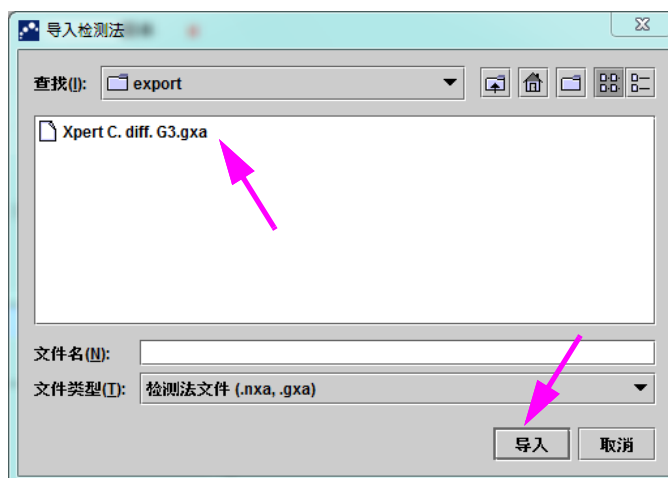 导入检测法
查找(I): export
Xpert C. diff. G3.gxa
文件名(N):
文件类型(T): 检测法文件 (.nxa, .gxa)
导入 取消